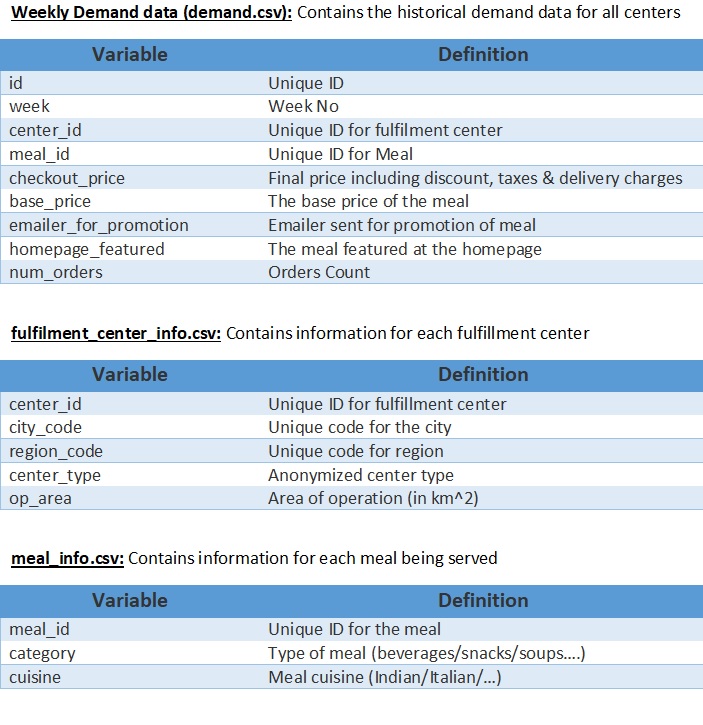 Weekly Demand data (demand.csv): Contains the historical demand data for all centers
Variable Definition
id Unique ID
week Week No
center_id Unique ID for fulfilment center
meal_id Unique ID for Meal
checkout_price Final price including discount, taxes & delivery charges
base_price The base price of the meal
emailer_for_promotion Emailer sent for promotion of meal
homepage_featured The meal featured at the homepage
num_orders Orders Count
fulfilment_center_info.csv: Contains information for each fulfillment center
Variable Definition
center_id Unique ID for fulfillment center
city_code Unique code for the city
region_code Unique code for region
center_type Anonymized center type
op_area Area of operation (in km^2)
meal_info.csv: Contains information for each meal being served
Variable Definition
meal_id Unique ID for the meal
category Type of meal (beverages/snacks/soups....)
cuisine Meal cuisine (Indian/Italian/...)